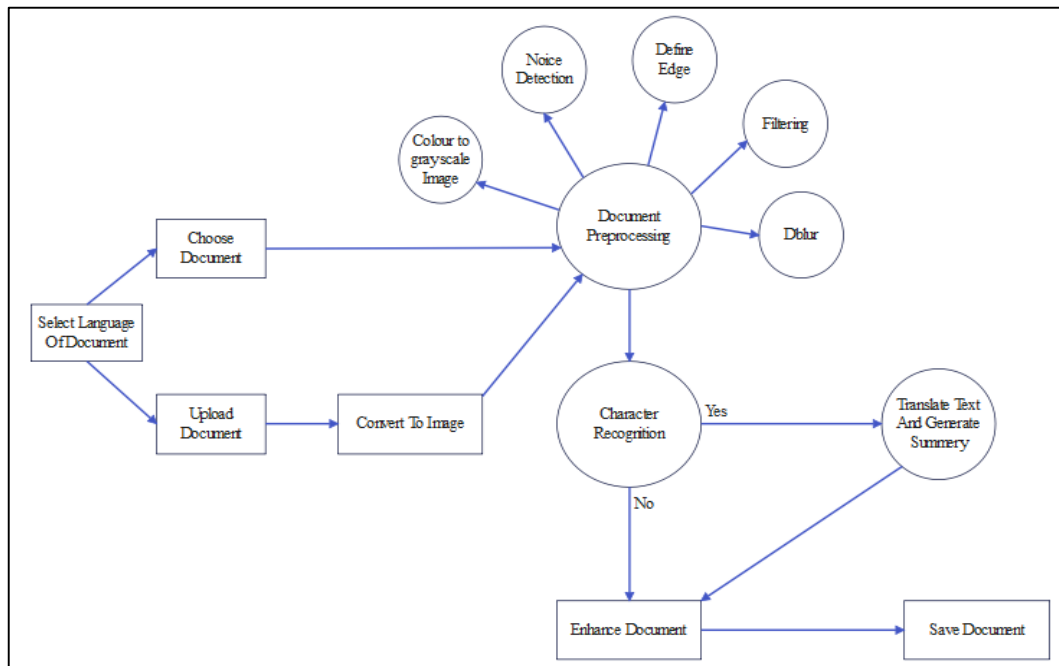 Noice
Detection
Define
Edge
Filtering
Colour to
grayscale
Image
Document
Preprocessing
Dblur
Choose
Document
Select Language
Of Document
Upload
Document
Convert To Image
Character
Recognition
Yes
Translate Text
And Generate
Summery
No
Enhance Document
Save Document